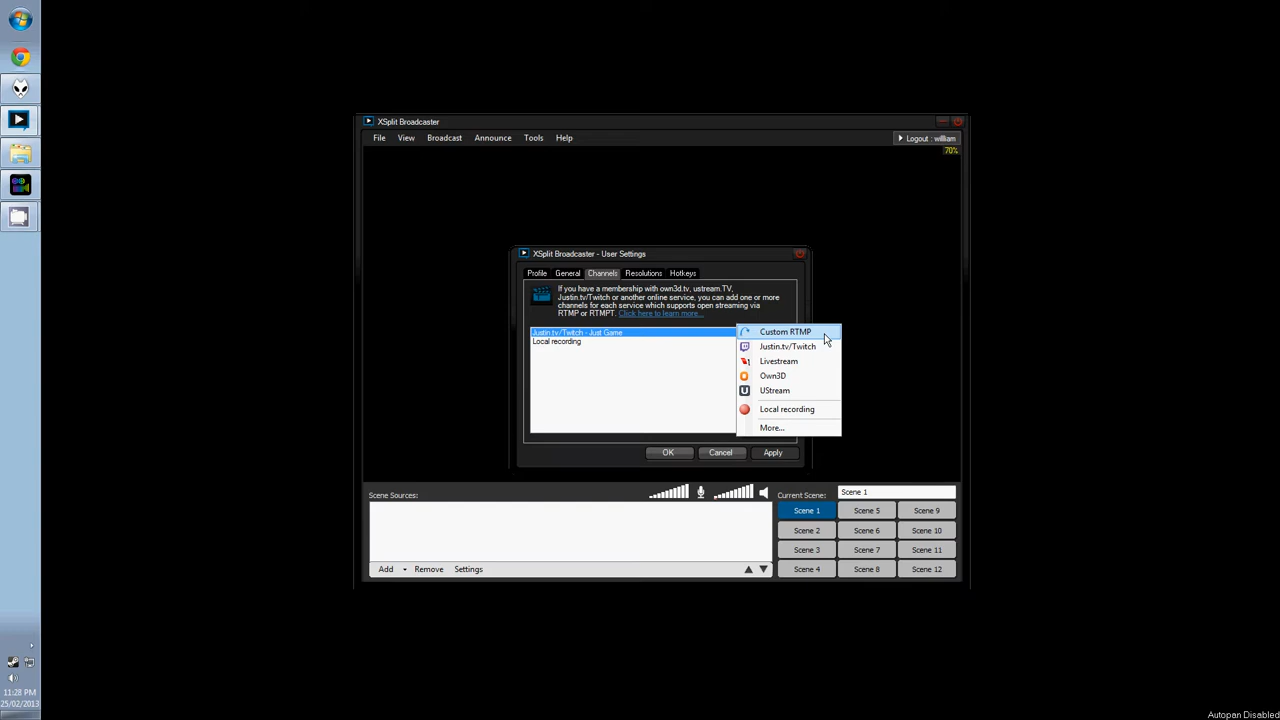 XSplit Broadcaster
File View Broadcast Announce Tools Help
Logout : william
70%
XSplit Broadcaster - User Settings
Profile General Channels Resolutions Hotkeys
If you have a membership with own3d.tv, ustream.TV,
Justin.tv/Twitch or another online service, you can add one or more
channels for each service which supports open streaming via
RTMP or RTMPT. Click here to learn more...
Justin.tv/Twitch - Just Game
Local recording
Custom RTMP
Justin.tv/Twitch
Livestream
Own3D
UStream
Local recording
More...
OK Cancel Apply
Scene Sources:
Current Scene: Scene 1
Scene 1 Scene 5 Scene 9
Scene 2 Scene 6 Scene 10
Scene 3 Scene 7 Scene 11
Scene 4 Scene 8 Scene 12
Add Remove Settings
11:28 PM
25/02/2013
Autopan Disabled